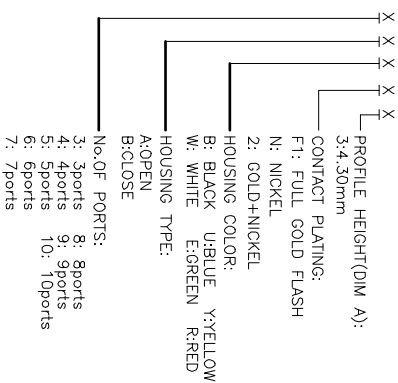 X X X X X
PROFILE HEIGHT(DIM A):
3:4.30mm
CONTACT PLATING:
F1: FULL GOLD FLASH
N: NICKEL
2: GOLD+NICKEL
HOUSING COLOR:
B: BLACK U:BLUE Y:YELLOW
W: WHITE E:GREEN R:RED
HOUSING TYPE:
A:OPEN
B:CLOSE
No.OF PORTS:
3: 3ports 8: 8ports
4: 4ports 9: 9ports
5: 5ports 10: 10ports
6: 6ports
7: 7ports